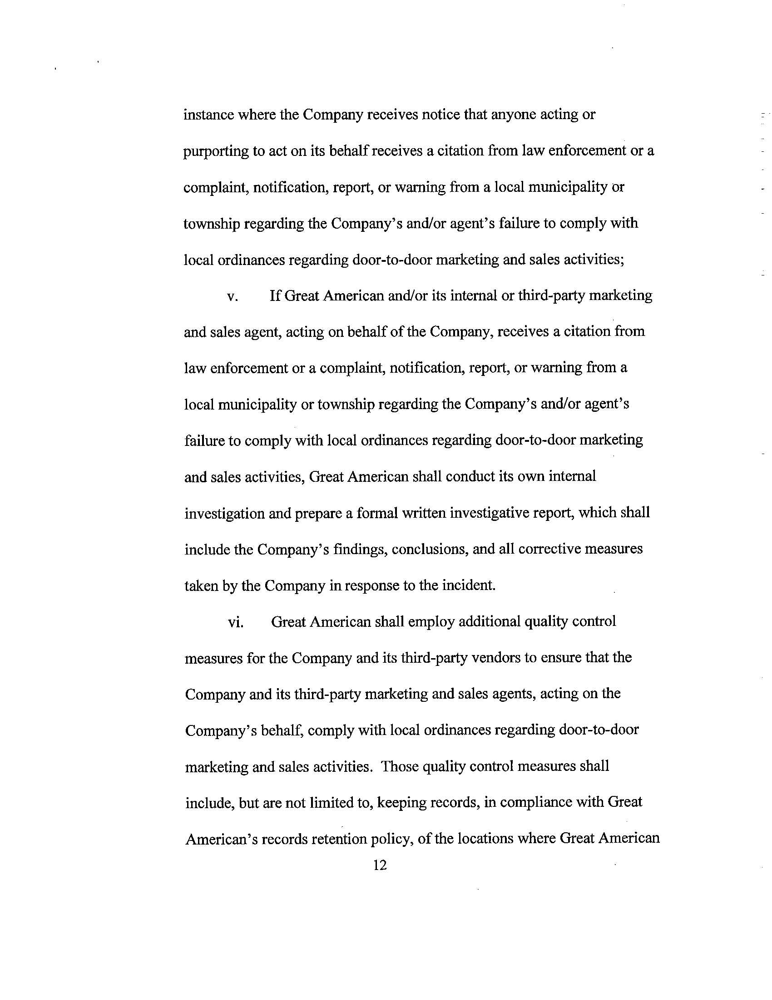 instance where the Company receives notice that anyone acting or
purporting to act on its behalf receives a citation from law enforcement or a
complaint, notification, report, or warning from a local municipality or
township regarding the Company's and/or agent's failure to comply with
local ordinances regarding door-to-door marketing and sales activities;
v. If Great American and/or its internal or third-party marketing
and sales agent, acting on behalf of the Company, receives a citation from
law enforcement or a complaint, notification, report, or warning from a
local municipality or township regarding the Company's and/or agent's
failure to comply with local ordinances regarding door-to-door marketing
and sales activities, Great American shall conduct its own internal
investigation and prepare a formal written investigative report, which shall
include the Company's findings, conclusions, and all corrective measures
taken by the Company in response to the incident.
vi. Great American shall employ additional quality control
measures for the Company and its third-party vendors to ensure that the
Company and its third-party marketing and sales agents, acting on the
Company's behalf, comply with local ordinances regarding door-to-door
marketing and sales activities. Those quality control measures shall
include, but are not limited to, keeping records, in compliance with Great
American's records retention policy, of the locations where Great American
12